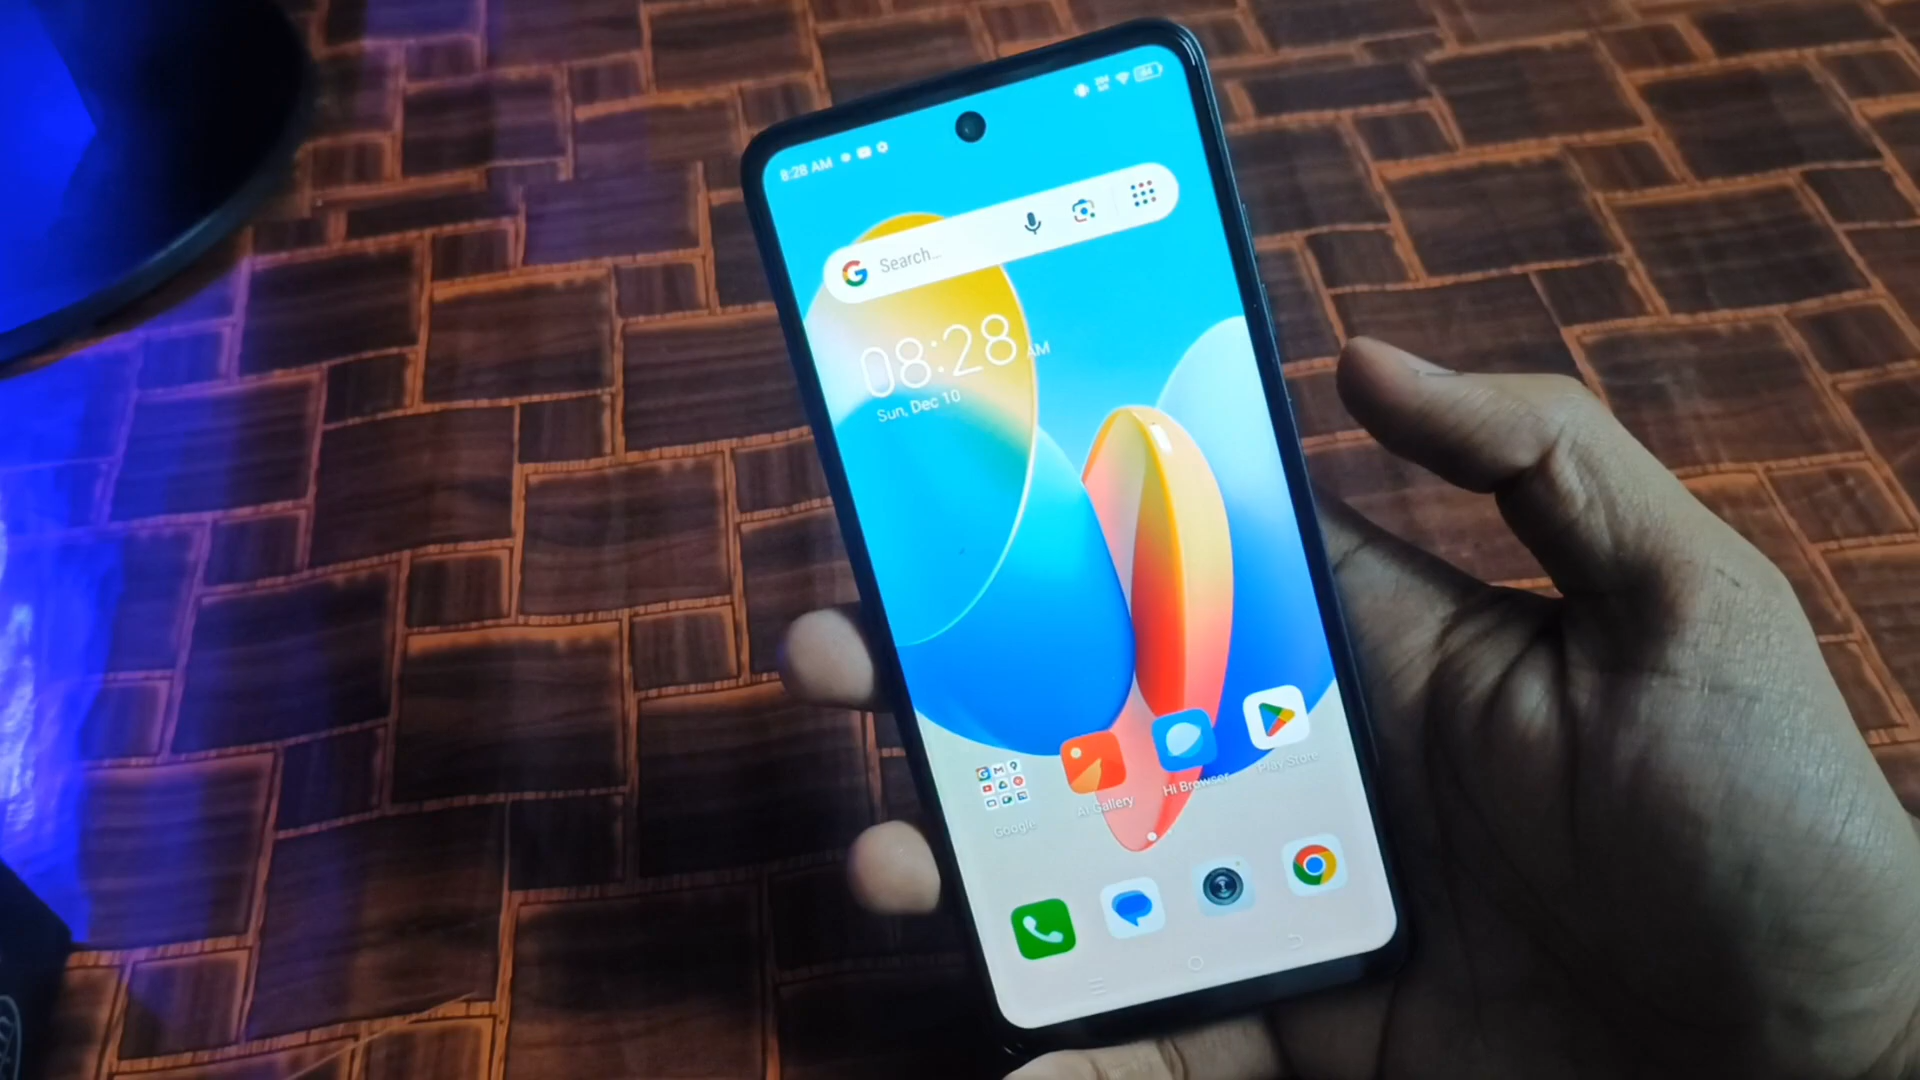 8:28 AM
Search...
08:28 AM
Sun, Dec 10
Google
AI Gallery
Hi Browser
Play Store